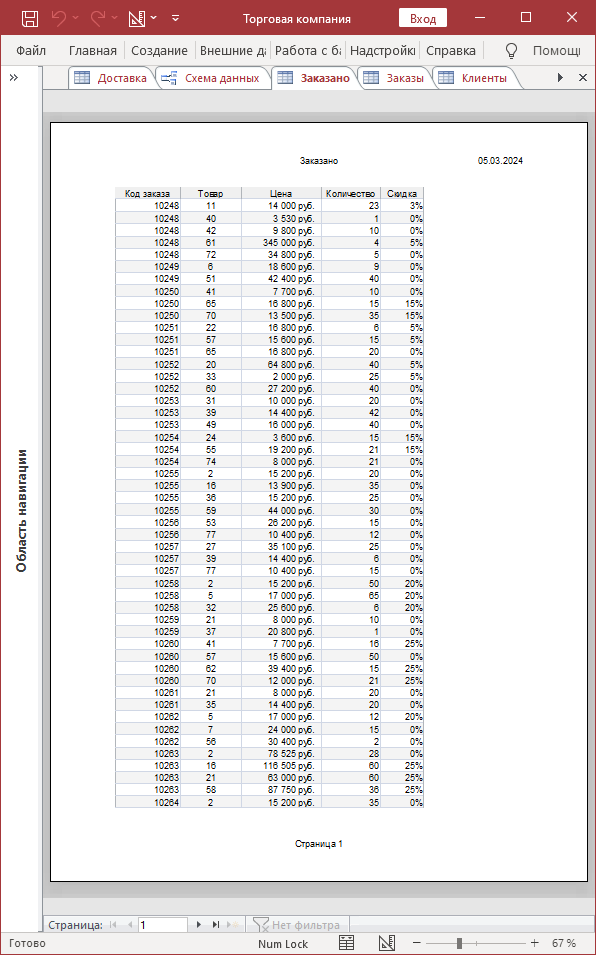 Торговая компания Вход
Файл Главная Создание Внешние да Работа с ба Надстройки Справка Помощ
Доставка Схема данных Заказано Заказы Клиенты
Область навигации
Заказано 05.03.2024
Код заказа Товар Цена Количество Скидка
10248 11 14 000 руб. 23 3%
10248 40 3 530 руб. 1 0%
10248 42 9 800 руб. 10 0%
10248 61 345 000 руб. 4 5%
10248 72 34 800 руб. 5 0%
10249 6 18 600 руб. 9 0%
10249 51 42 400 руб. 40 0%
10250 41 7 700 руб. 10 0%
10250 65 16 800 руб. 15 15%
10250 70 13 500 руб. 35 15%
10251 22 16 800 руб. 6 5%
10251 57 15 600 руб. 15 5%
10251 65 16 800 руб. 20 0%
10252 20 64 800 руб. 40 5%
10252 33 2 000 руб. 25 5%
10252 60 27 200 руб. 40 0%
10253 31 10 000 руб. 20 0%
10253 39 14 400 руб. 42 0%
10253 49 16 000 руб. 40 0%
10254 24 3 600 руб. 15 15%
10254 55 19 200 руб. 21 15%
10254 74 8 000 руб. 21 0%
10255 2 15 200 руб. 20 0%
10255 16 13 900 руб. 35 0%
10255 36 15 200 руб. 25 0%
10255 59 44 000 руб. 30 0%
10256 53 26 200 руб. 15 0%
10256 77 10 400 руб. 12 0%
10257 27 35 100 руб. 25 0%
10257 39 14 400 руб. 6 0%
10257 77 10 400 руб. 15 0%
10258 2 15 200 руб. 50 20%
10258 5 17 000 руб. 65 20%
10258 32 25 600 руб. 6 20%
10259 21 8 000 руб. 10 0%
10259 37 20 800 руб. 1 0%
10260 41 7 700 руб. 16 25%
10260 57 15 600 руб. 50 0%
10260 62 39 400 руб. 15 25%
10260 70 12 000 руб. 21 25%
10261 21 8 000 руб. 20 0%
10261 35 14 400 руб. 20 0%
10262 5 17 000 руб. 12 20%
10262 7 24 000 руб. 15 0%
10262 56 30 400 руб. 2 0%
10263 2 78 525 руб. 28 0%
10263 16 116 505 руб. 60 25%
10263 21 63 000 руб. 60 25%
10263 58 87 750 руб. 36 25%
10264 2 15 200 руб. 35 0%
Страница 1
Страница: 1 Нет фильтра
Готово Num Lock 67 %